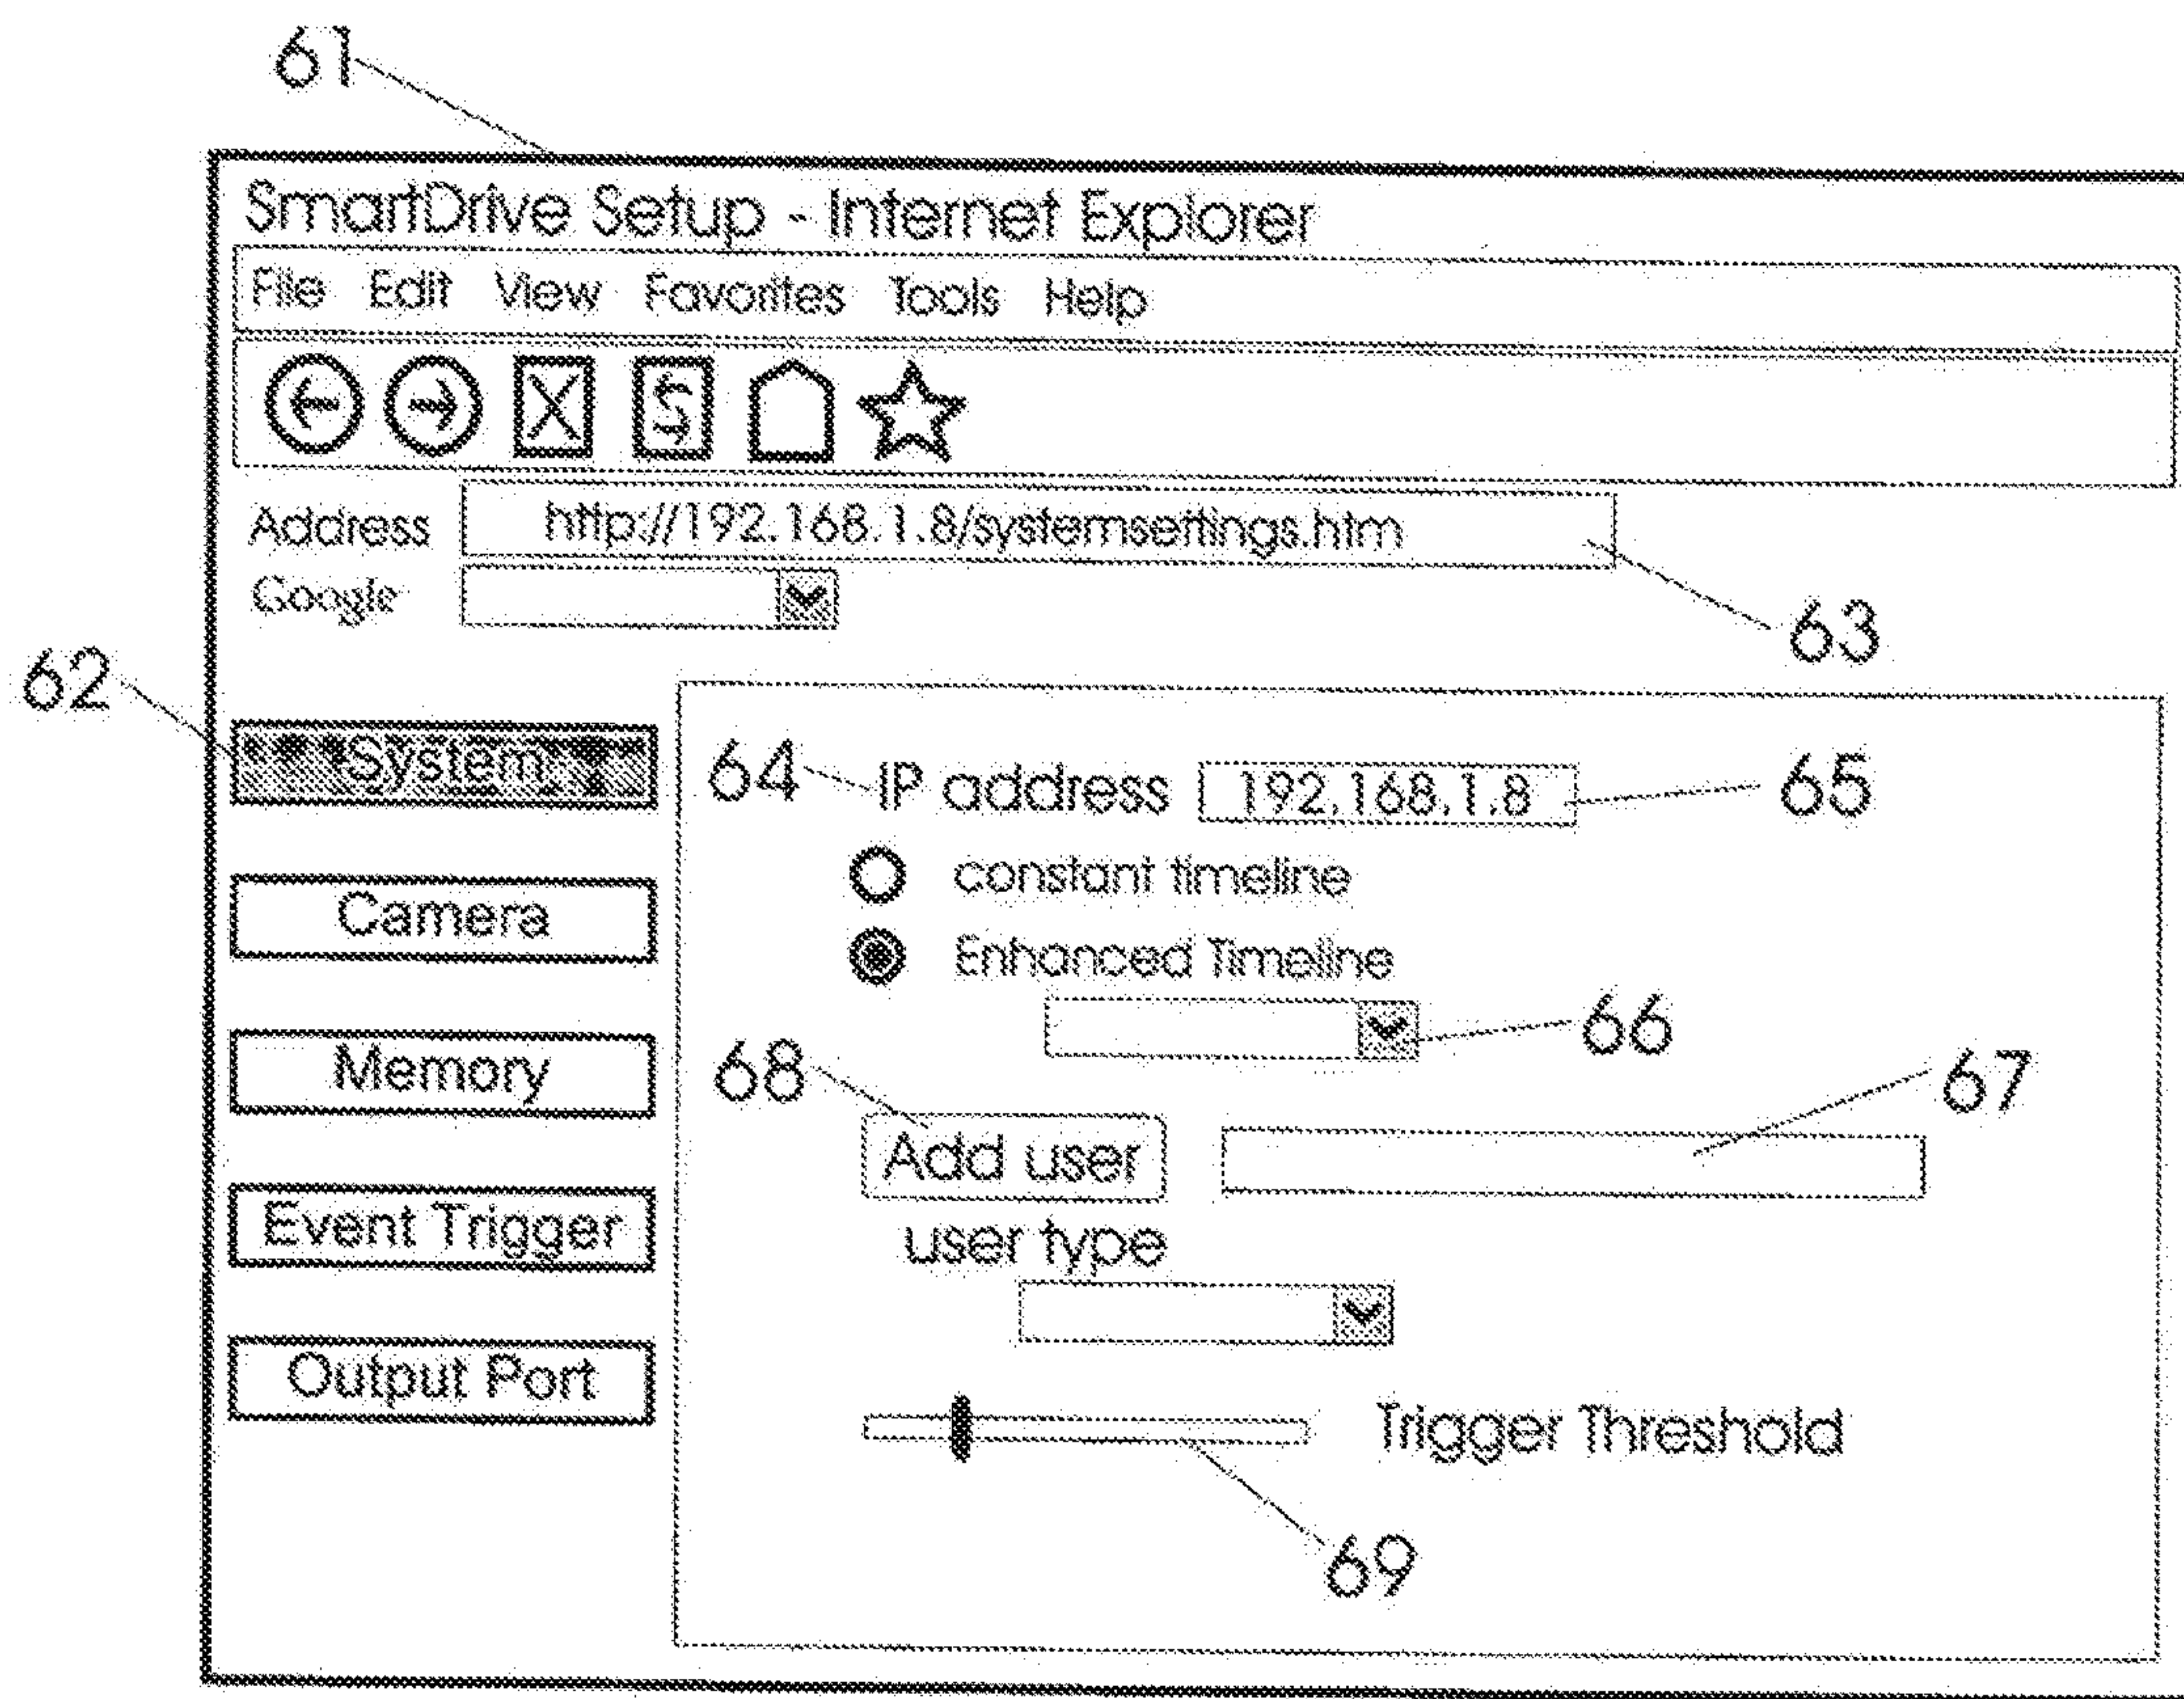 61
SmartDrive Setup - Internet Explorer
File Edit View Favorites Tools Help
Address http://192.168.1.8/systemsettings.htm
Google
63
62
System
64 IP address 192.168.1.8 65
constant timeline
Camera
Enhanced Timeline
66
68
67
Memory
Add user
Event Trigger
user type
Output Port
Trigger Threshold
69